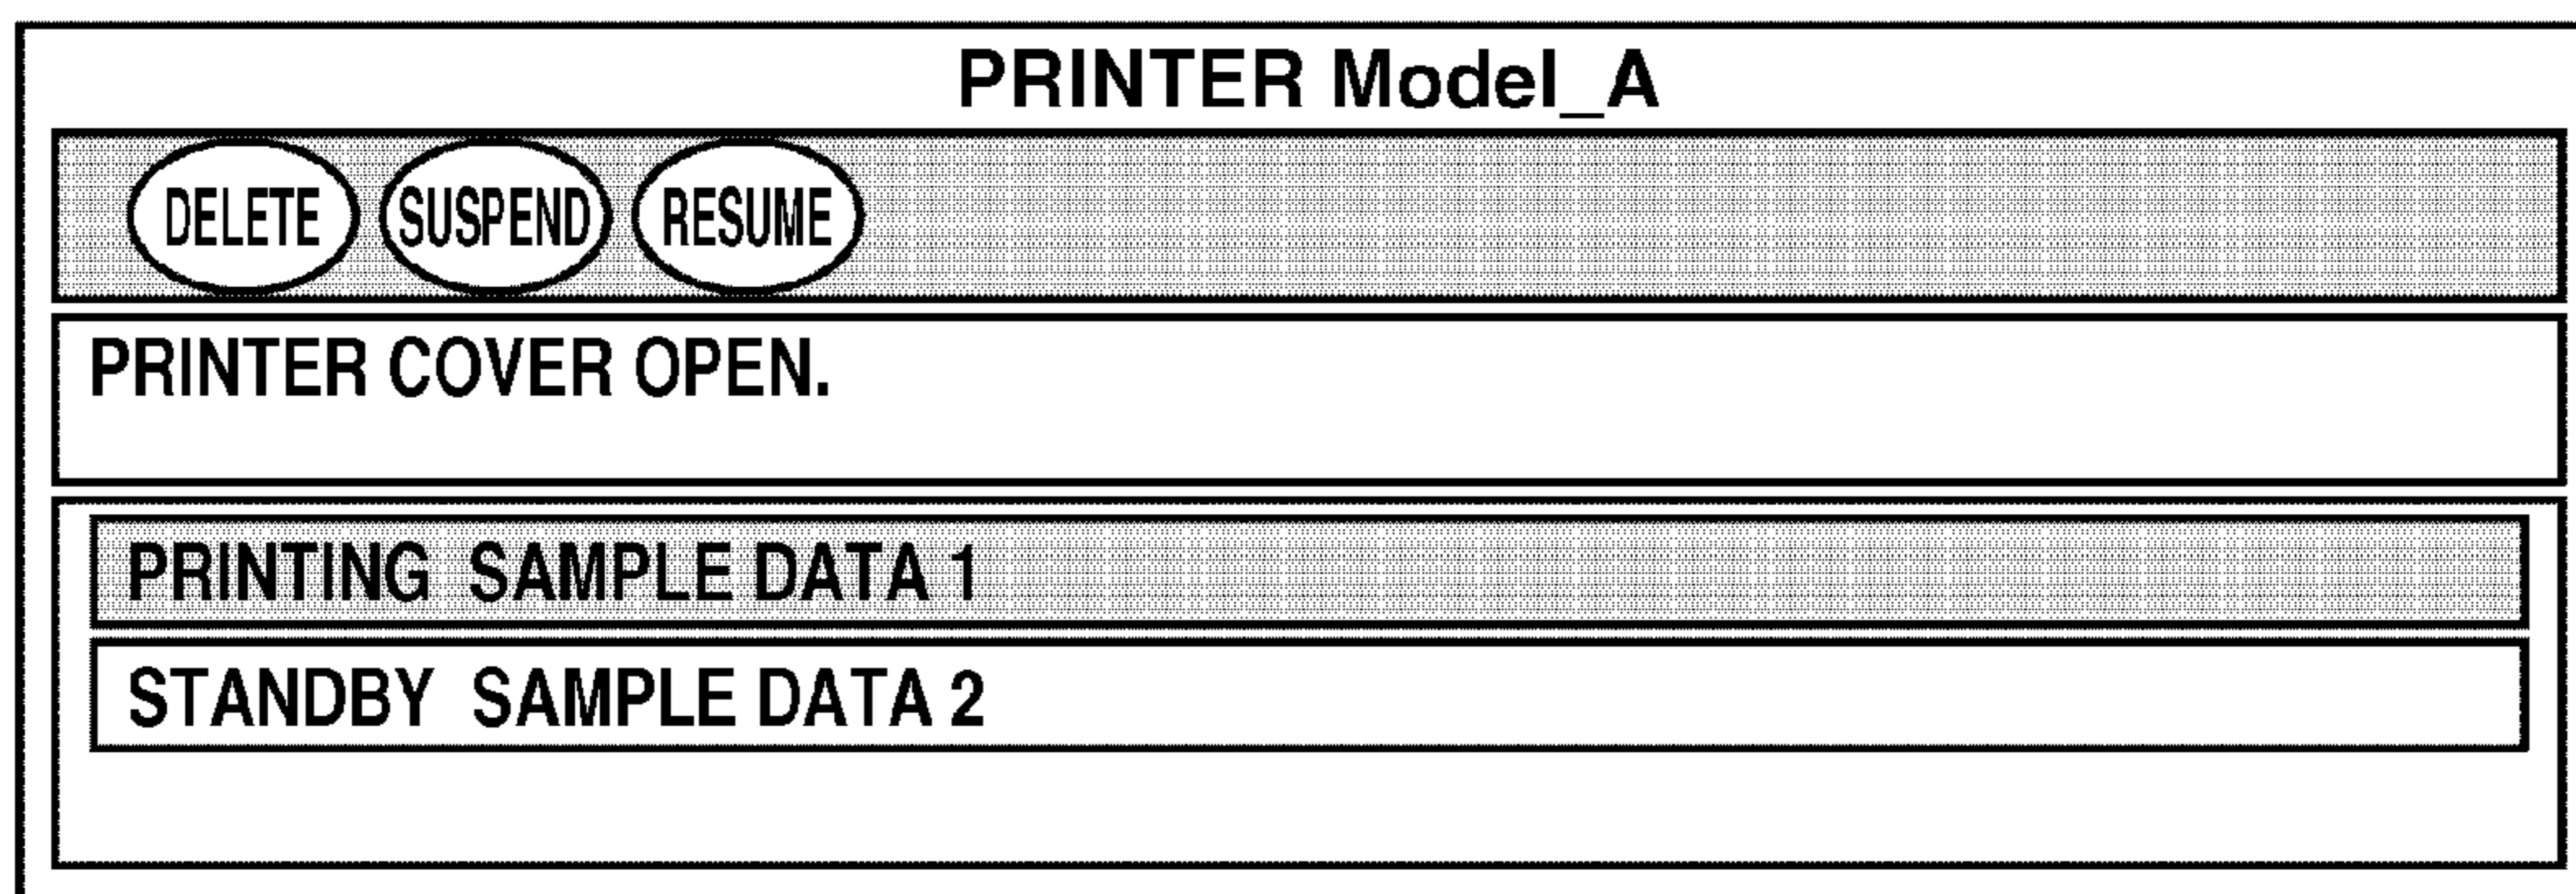 PRINTER Model_A
DELETE SUSPEND RESUME
PRINTER COVER OPEN.
PRINTING SAMPLE DATA 1
STANDBY SAMPLE DATA 2